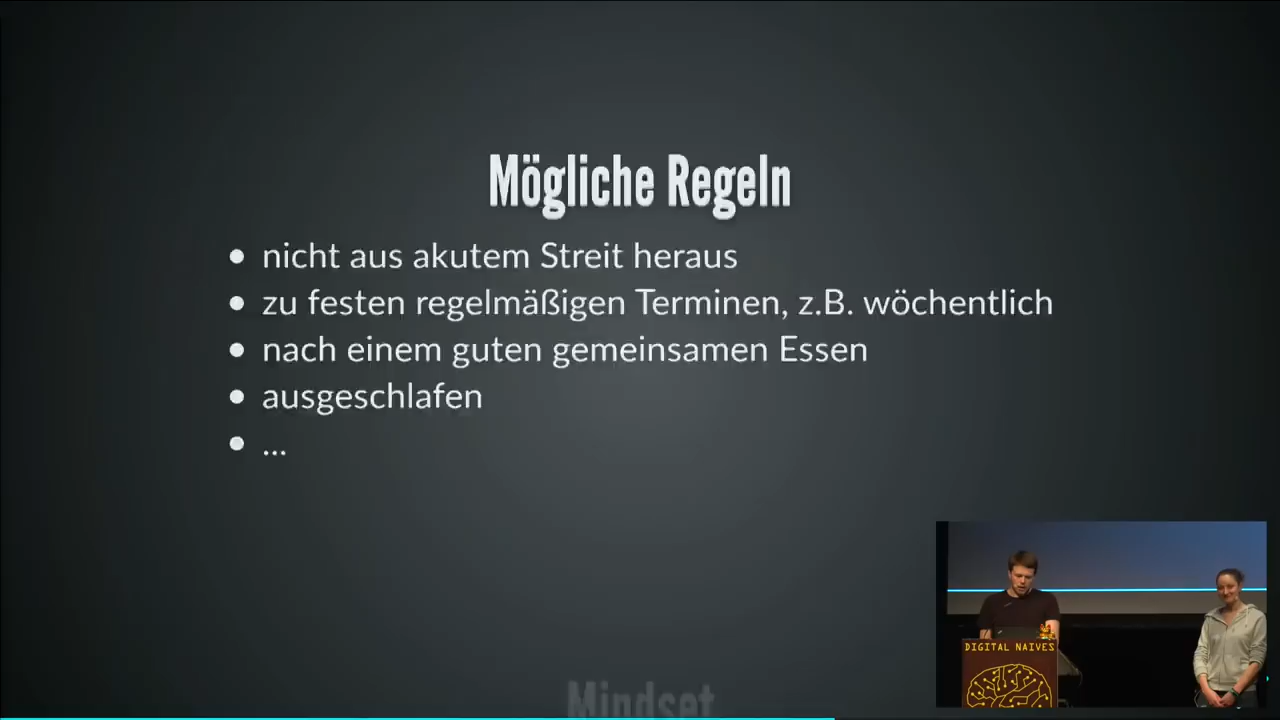 Mögliche Regeln
nicht aus akutem Streit heraus
zu festen regelmäßigen Terminen, z.B. wöchentlich
nach einem guten gemeinsamen Essen
ausgeschlafen
...
DIGITAL NAIVES
Mindset